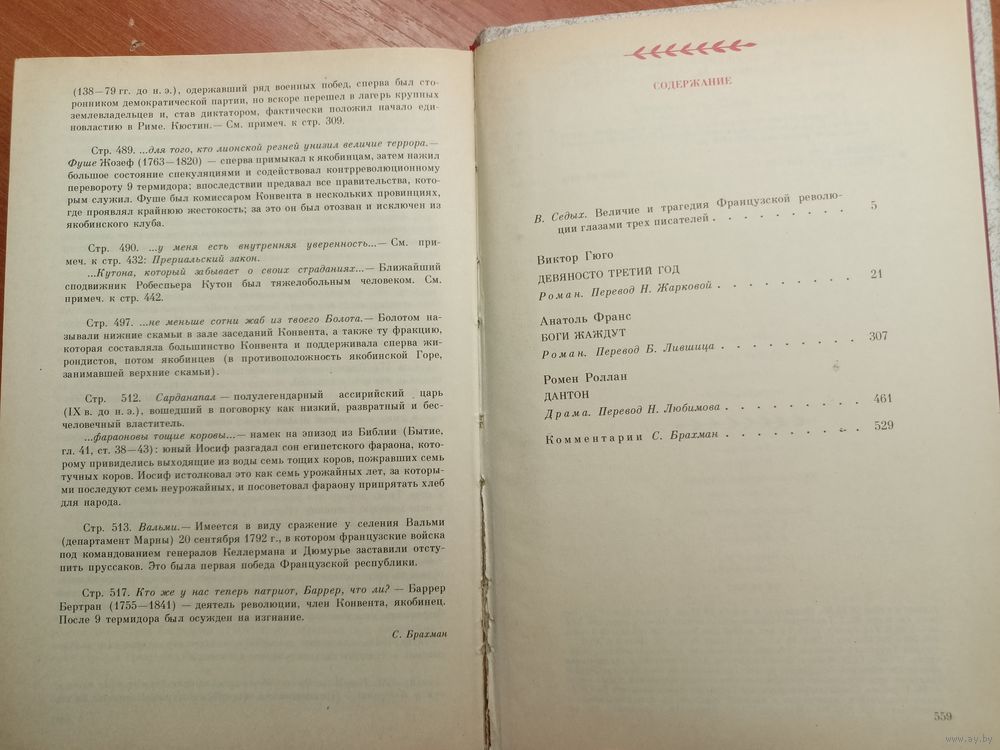 (138—79 гг. до н. э.), одержавший ряд военных побед, сперва был сто-
ронником демократической партии, но вскоре перешел в лагерь крупных
землевладельцев и, став диктатором, фактически положил начало еди-
новластию в Риме. Кюстин.— См. примеч. к стр. 309.
Стр. 489. ...для того, кто лионской резней унизил величие террора.—
Фуше Жозеф (1763—1820) — сперва примыкал к якобинцам, затем нажил
большое состояние спекуляциями и содействовал контрреволюционному
перевороту 9 термидора; впоследствии предавал все правительства, кото-
рым служил. Фуше был комиссаром Конвента в нескольких провинциях,
где проявлял крайнюю жестокость; за это он был отозван и исключен из
якобинского клуба.
Стр. 490. ...у меня есть внутренняя уверенность...— См. при-
меч. к стр. 432: Прериальский закон.
...Кутона, который забывает о своих страданиях...— Ближайший
сподвижник Робеспьера Кутон был тяжелобольным человеком. См.
примеч. к стр. 442.
Стр. 497. ...не меньше сотни жаб из твоего Болота.— Болотом на-
зывали нижние скамьи в зале заседаний Конвента, а также ту фракцию,
которая составляла большинство Конвента и поддерживала сперва жи-
рондистов, потом якобинцев (в противоположность якобинской Горе,
занимавшей верхние скамьи).
Стр. 512. Сарданапал — полулегендарный ассирийский царь
(IX в. до н. э.), вошедший в поговорку как низкий, развратный и бес-
человечный властитель.
...фараоновы тощие коровы...— намек на эпизод из Библии (Бытие,
гл. 41, ст. 38—43): юный Иосиф разгадал сон египетского фараона, кото-
рому привиделись выходящие из воды семь тощих коров, пожравших семь
тучных коров. Иосиф истолковал это как семь урожайных лет, за которы-
ми последуют семь неурожайных, и посоветовал фараону припрятать хлеб
для народа.
Стр. 513. Вальми.— Имеется в виду сражение у селения Вальми
(департамент Марны) 20 сентября 1792 г., в котором французские войска
под командованием генералов Келлермана и Дюмурье заставили отсту-
пить пруссаков. Это была первая победа Французской республики.
Стр. 517. Кто же у нас теперь патриот, Баррер, что ли? — Баррер
Бертран (1755—1841) — деятель революции, член Конвента, якобинец.
После 9 термидора был осужден на изгнание.
С. Брахман
СОДЕРЖАНИЕ
В. Седых. Величие и трагедия Французской револю-
ции глазами трех писателей . . . . . . . . . 5
Виктор Гюго
ДЕВЯНОСТО ТРЕТИЙ ГОД
Роман. Перевод Н. Жарковой . . . . . . . . . 21
Анатоль Франс
БОГИ ЖАЖДУТ
Роман. Перевод Б. Лившица . . . . . . . . . 307
Ромен Роллан
ДАНТОН
Драма. Перевод Н. Любимова . . . . . . . . . 461
Комментарии С. Брахман . . . . . . . . . 529
559
www.ay.by